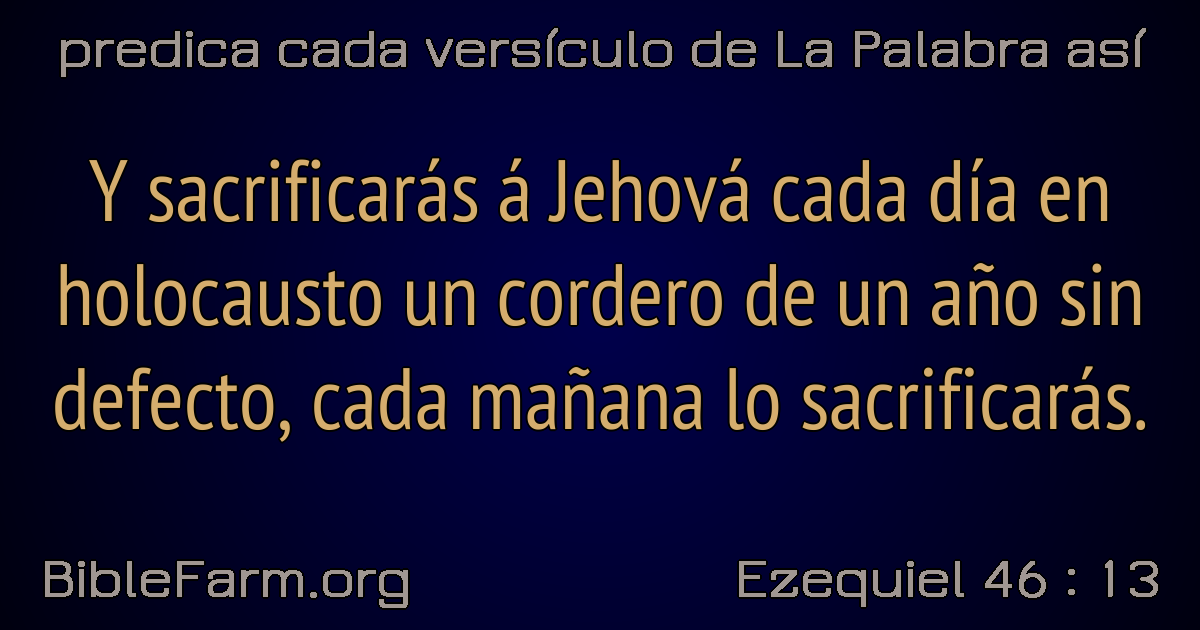 predica cada versículo de La Palabra así
Y sacrificarás á Jehová cada día en
holocausto un cordero de un año sin
defecto, cada mañana lo sacrificarás.
BibleFarm.org
Ezequiel 46 : 13